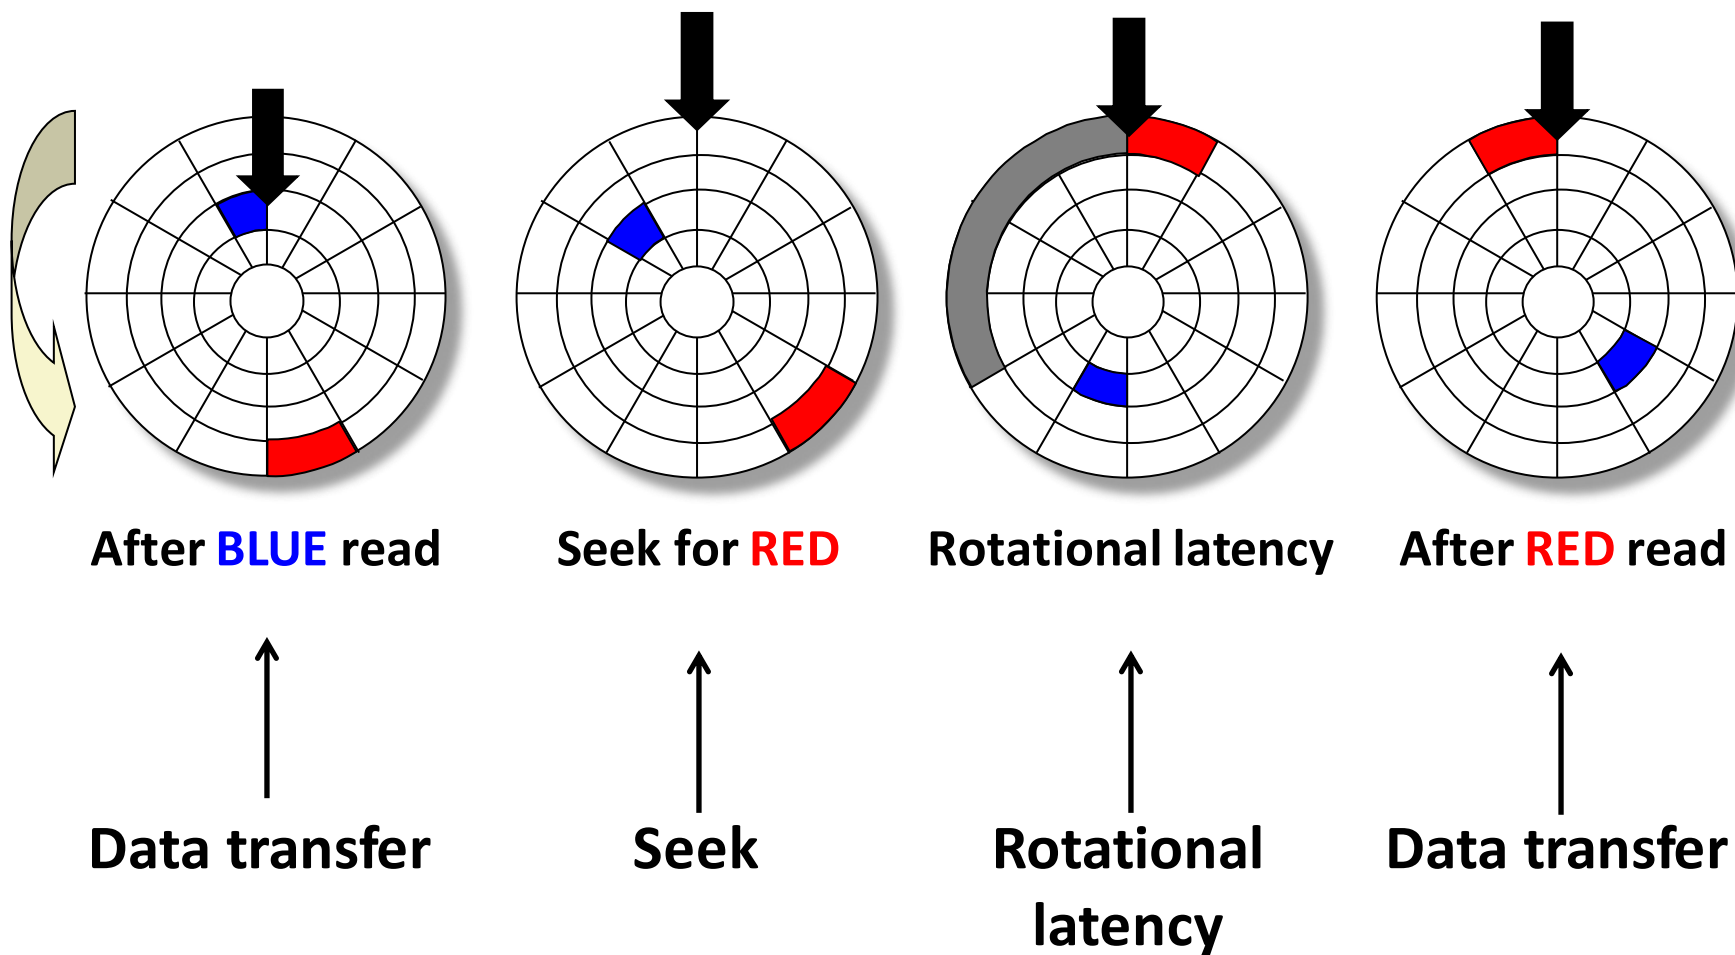 After BLUE read
Seek for RED
Rotational latency
After RED read
Data transfer
Seek
Rotational
latency
Data transfer